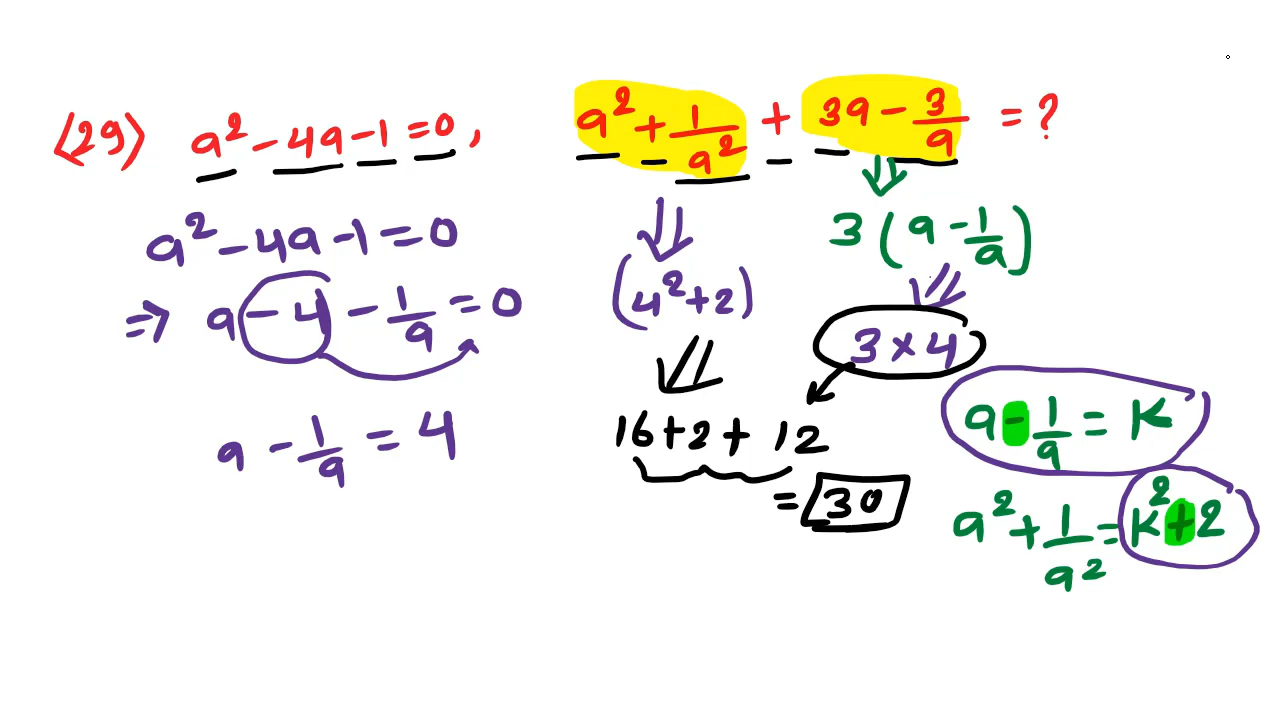 (29) a² - 4a - 1 = 0, a² + 1/a² + 3a - 3/a = ?
a² - 4a - 1 = 0
⇒ a - 4 - 1/a = 0
a - 1/a = 4
(4² + 2)
3(a - 1/a)
3 × 4
16 + 2 + 12
= 30
a - 1/a = K
a² + 1/a² = K² + 2